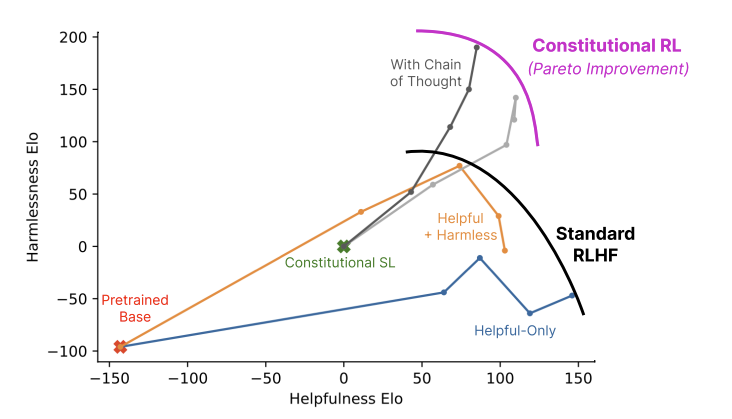 Constitutional RL
(Pareto Improvement)
With Chain
of Thought
Helpful
+ Harmless
Standard
RLHF
Constitutional SL
Pretrained
Base
Helpful-Only
Harmlessness Elo
200
150
100
50
0
−50
−100
−150
−100
−50
0
50
100
150
Helpfulness Elo